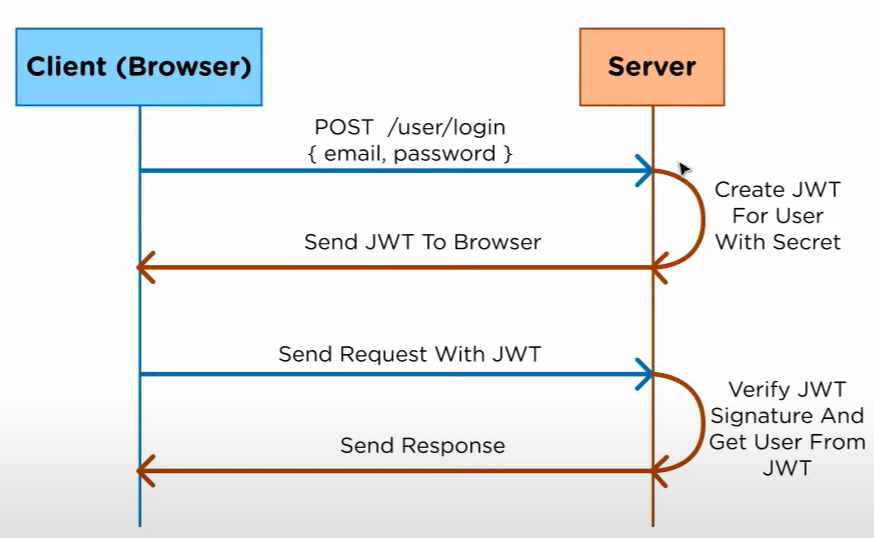 Client (Browser)
Server
POST /user/login
{ email, password }
Create JWT
For User
With Secret
Send JWT To Browser
Send Request With JWT
Verify JWT
Signature And
Get User From
JWT
Send Response